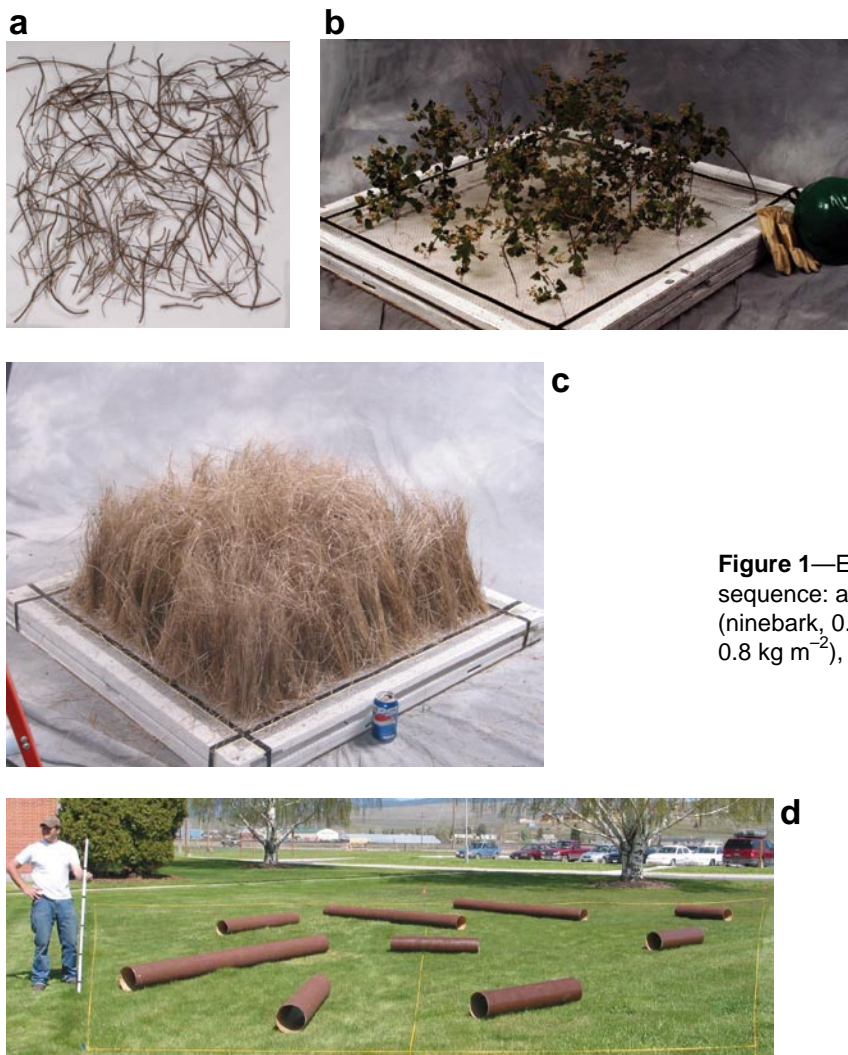 a
b
c
Figure 1—E
sequence: a
(ninebark, 0.
0.8 kg m⁻²),
d